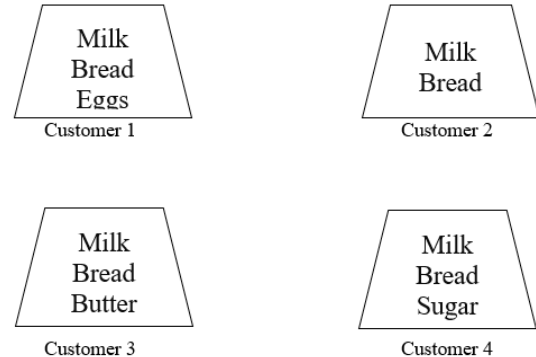 Milk
Bread
Eggs
Customer 1
Milk
Bread
Customer 2
Milk
Bread
Butter
Customer 3
Milk
Bread
Sugar
Customer 4